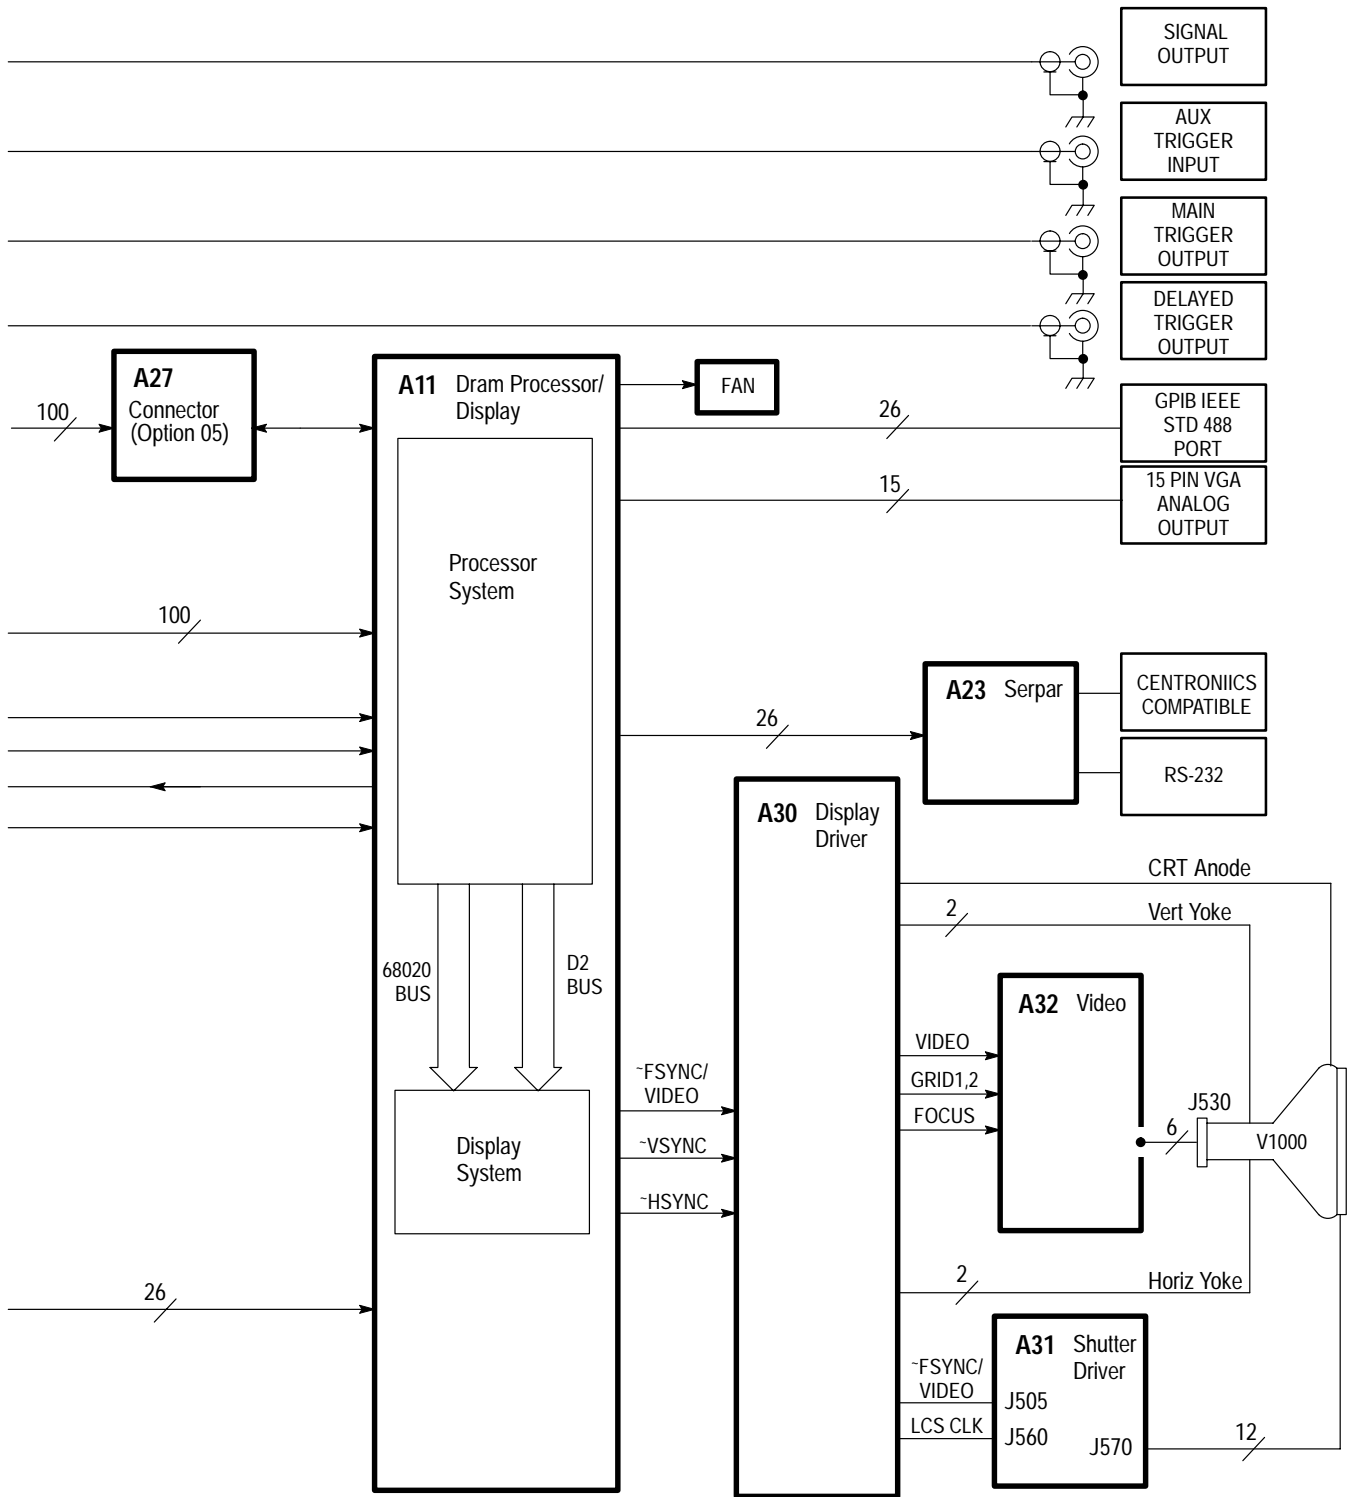 SIGNAL
OUTPUT
AUX
TRIGGER
INPUT
MAIN
TRIGGER
OUTPUT
DELAYED
TRIGGER
OUTPUT
A27
Connector
(Option 05)
100
A11 Dram Processor/
Display
FAN
26
GPIB IEEE
STD 488
PORT
15
15 PIN VGA
ANALOG
OUTPUT
Processor
System
100
A23 Serpar
CENTRONIICS
COMPATIBLE
26
RS-232
A30 Display
Driver
CRT Anode
2
Vert Yoke
68020
BUS
D2
BUS
A32 Video
VIDEO
GRID1,2
FOCUS
~FSYNC/
VIDEO
~VSYNC
~HSYNC
J530
6
V1000
Display
System
2
Horiz Yoke
26
A31 Shutter
Driver
~FSYNC/
VIDEO
J505
LCS CLK
J560
J570
12